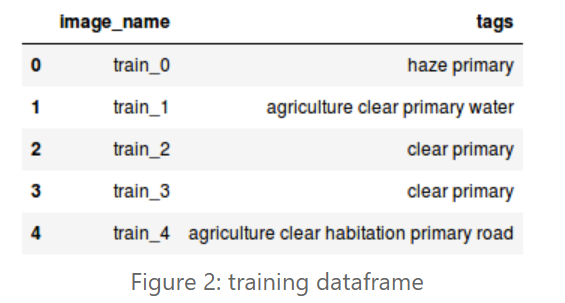 image_name tags
0 train_0 haze primary
1 train_1 agriculture clear primary water
2 train_2 clear primary
3 train_3 clear primary
4 train_4 agriculture clear habitation primary road
Figure 2: training dataframe